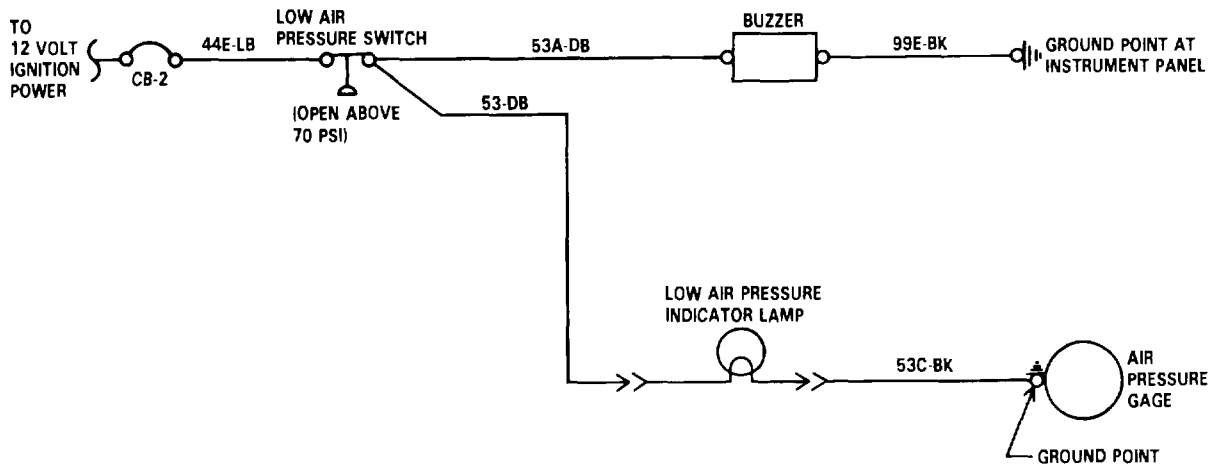 TO
12 VOLT
IGNITION
POWER
CB-2
44E-LB
LOW AIR
PRESSURE SWITCH
(OPEN ABOVE
70 PSI)
53A-DB
53-DB
BUZZER
99E-BK
GROUND POINT AT
INSTRUMENT PANEL
LOW AIR PRESSURE
INDICATOR LAMP
53C-BK
AIR
PRESSURE
GAGE
GROUND POINT